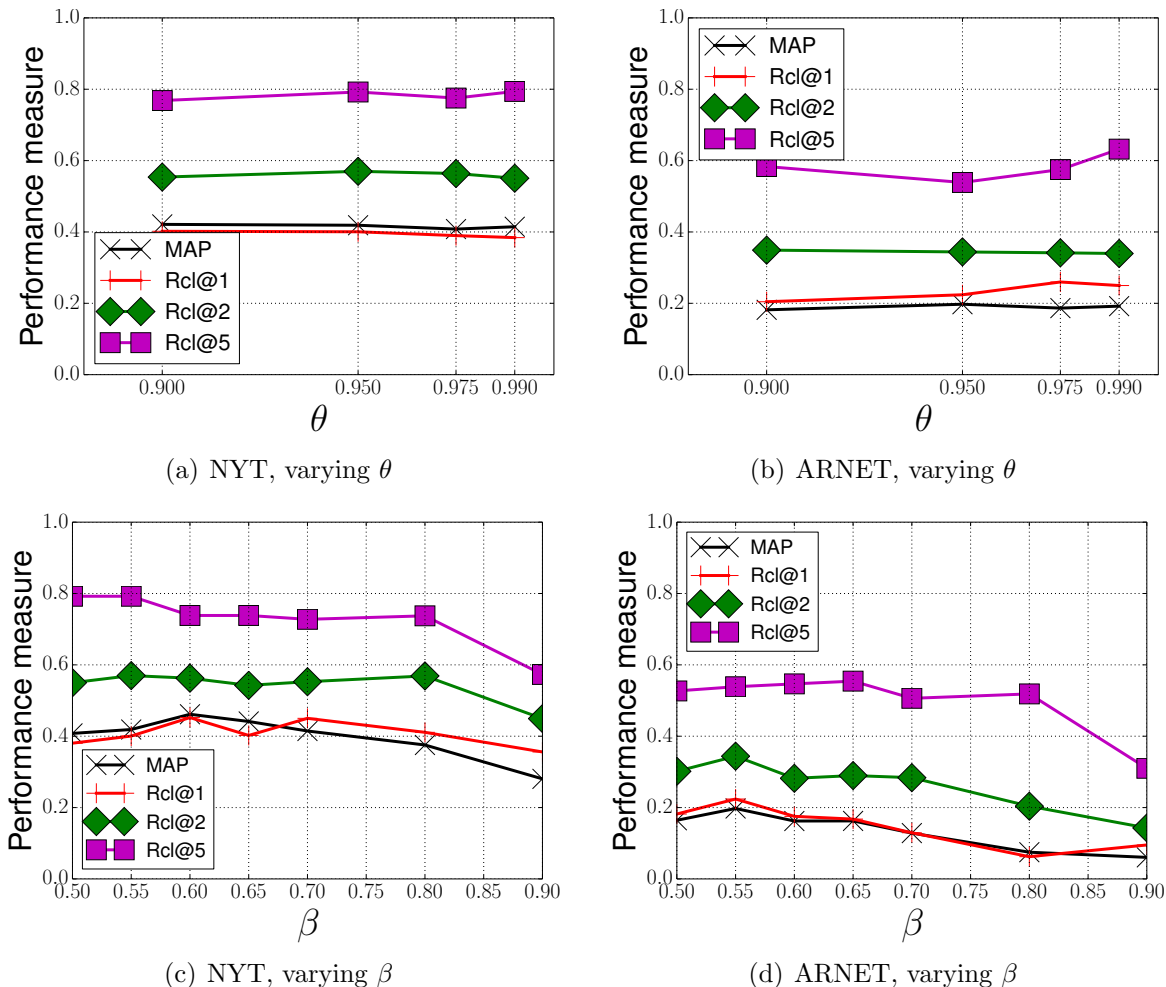 1.0
0.8
0.6
0.4
0.2
0.0
Performance measure
MAP
Rcl@1
Rcl@2
Rcl@5
0.900 0.950 0.975 0.990
θ
(a) NYT, varying θ
1.0
0.8
0.6
0.4
0.2
0.0
Performance measure
MAP
Rcl@1
Rcl@2
Rcl@5
0.900 0.950 0.975 0.990
θ
(b) ARNET, varying θ
1.0
0.8
0.6
0.4
0.2
0.0
Performance measure
MAP
Rcl@1
Rcl@2
Rcl@5
0.50 0.55 0.60 0.65 0.70 0.75 0.80 0.85 0.90
β
(c) NYT, varying β
1.0
0.8
0.6
0.4
0.2
0.0
Performance measure
MAP
Rcl@1
Rcl@2
Rcl@5
0.50 0.55 0.60 0.65 0.70 0.75 0.80 0.85 0.90
β
(d) ARNET, varying β